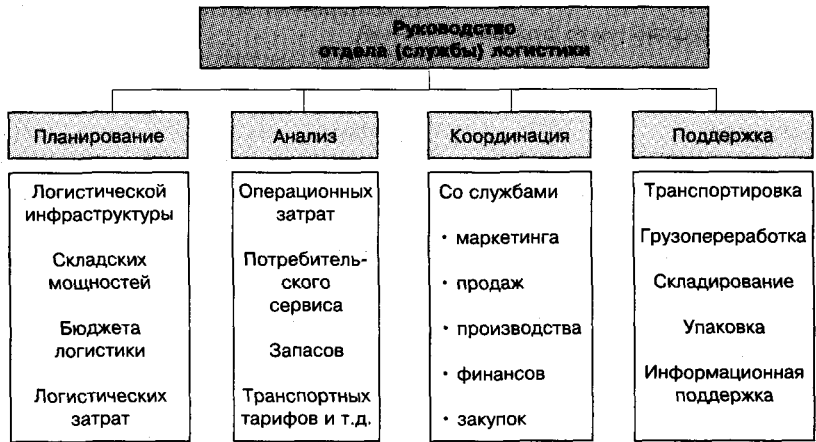 Руководство
отдела (службы) логистики
Планирование
Анализ
Координация
Поддержка
Логистической
инфраструктуры
Складских
мощностей
Бюджета
логистики
Логистических
затрат
Операционных
затрат
Потребитель-
ского
сервиса
Запасов
Транспортных
тарифов и т.д.
Со службами
• маркетинга
• продаж
• производства
• финансов
• закупок
Транспортировка
Грузопереработка
Складирование
Упаковка
Информационная
поддержка